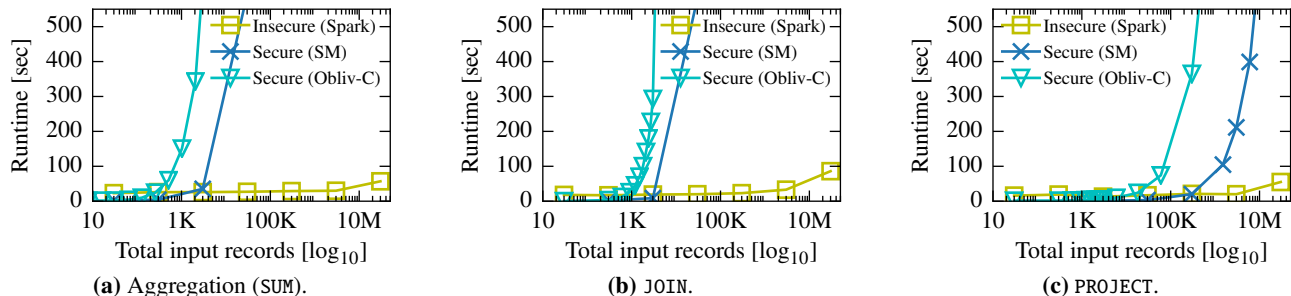 500
400
300
200
100
0
Runtime [sec]
Insecure (Spark)
Secure (SM)
Secure (Obliv-C)
10 1K 100K 10M
Total input records [log10]
(a) Aggregation (SUM).
500
400
300
200
100
0
Runtime [sec]
Insecure (Spark)
Secure (SM)
Secure (Obliv-C)
10 1K 100K 10M
Total input records [log10]
(b) JOIN.
500
400
300
200
100
0
Runtime [sec]
Insecure (Spark)
Secure (SM)
Secure (Obliv-C)
10 1K 100K 10M
Total input records [log10]
(c) PROJECT.